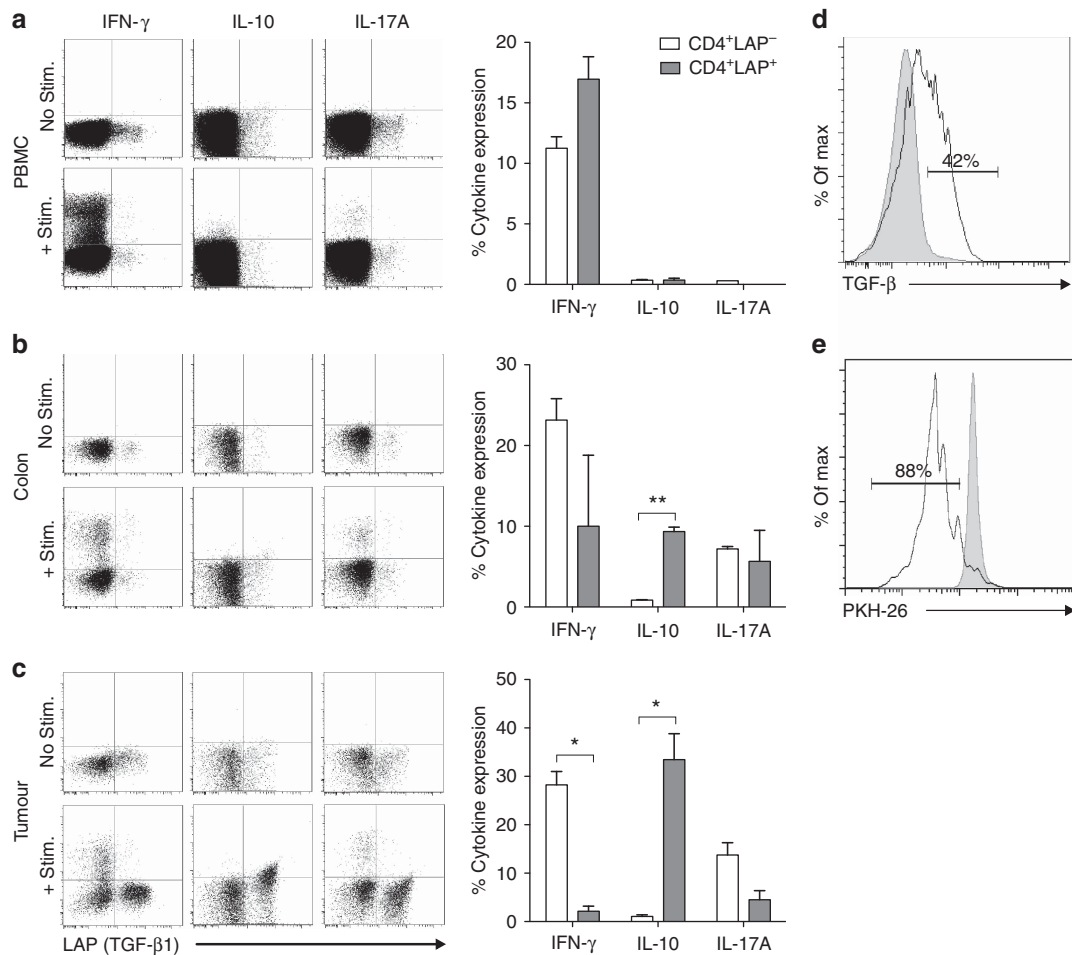 a
IFN-γ IL-10 IL-17A
PBMC
No Stim.
+ Stim.
% Cytokine expression
20
15
10
5
0
CD4⁺LAP⁻
CD4⁺LAP⁺
IFN-γ IL-10 IL-17A
b
Colon
No Stim.
+ Stim.
% Cytokine expression
30
20
10
0
**
IFN-γ IL-10 IL-17A
c
Tumour
No Stim.
+ Stim.
LAP (TGF-β1)
% Cytokine expression
50
40
30
20
10
0
*
*
IFN-γ IL-10 IL-17A
d
% Of max
42%
TGF-β
e
% Of max
88%
PKH-26